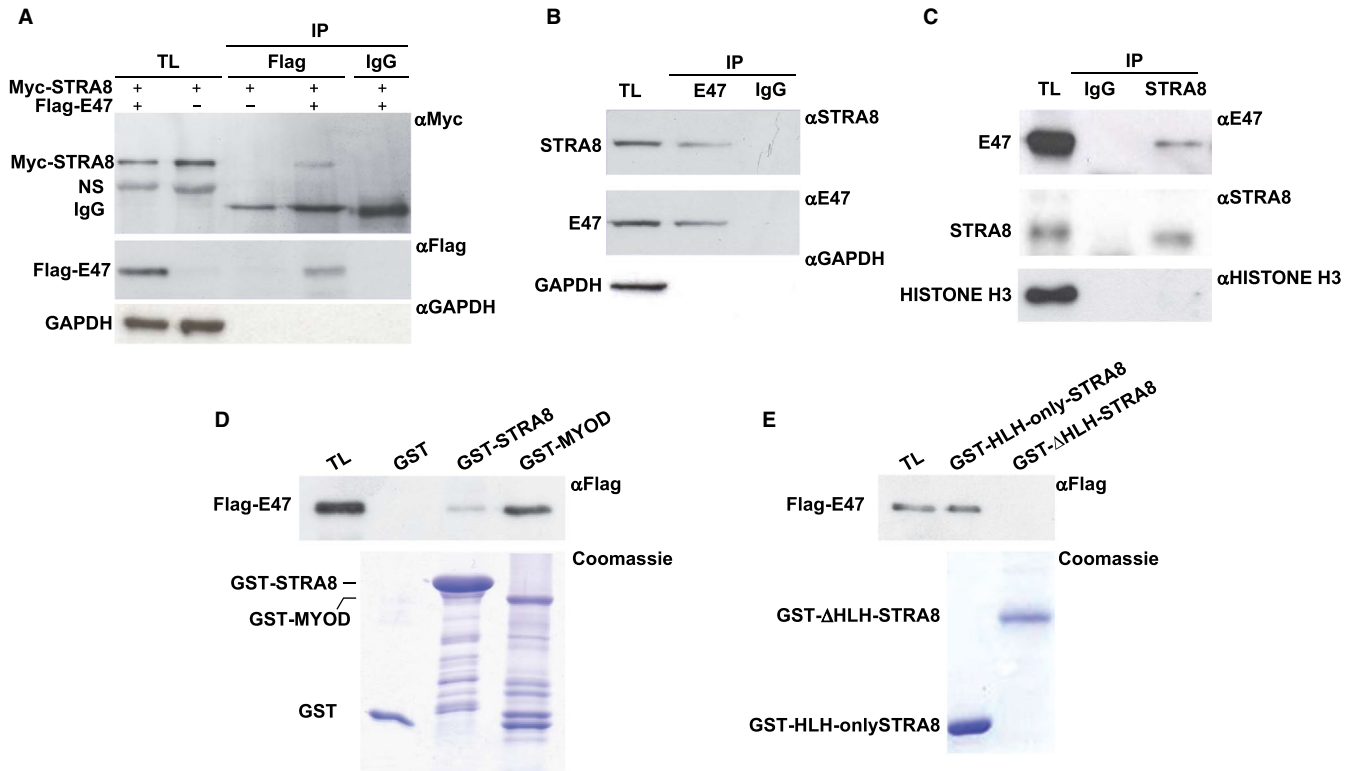 A
IP
TL Flag IgG
Myc-STRA8 + + + + +
Flag-E47 + – – + +
αMyc
Myc-STRA8
NS
IgG
αFlag
Flag-E47
αGAPDH
GAPDH
B
IP
TL E47 IgG
αSTRA8
STRA8
αE47
E47
αGAPDH
GAPDH
C
IP
TL IgG STRA8
αE47
E47
αSTRA8
STRA8
αHISTONE H3
HISTONE H3
D
TL GST GST-STRA8 GST-MYOD
αFlag
Flag-E47
Coomassie
GST-STRA8
GST-MYOD
GST
E
TL GST-HLH-only-STRA8 GST-ΔHLH-STRA8
αFlag
Flag-E47
Coomassie
GST-ΔHLH-STRA8
GST-HLH-onlySTRA8